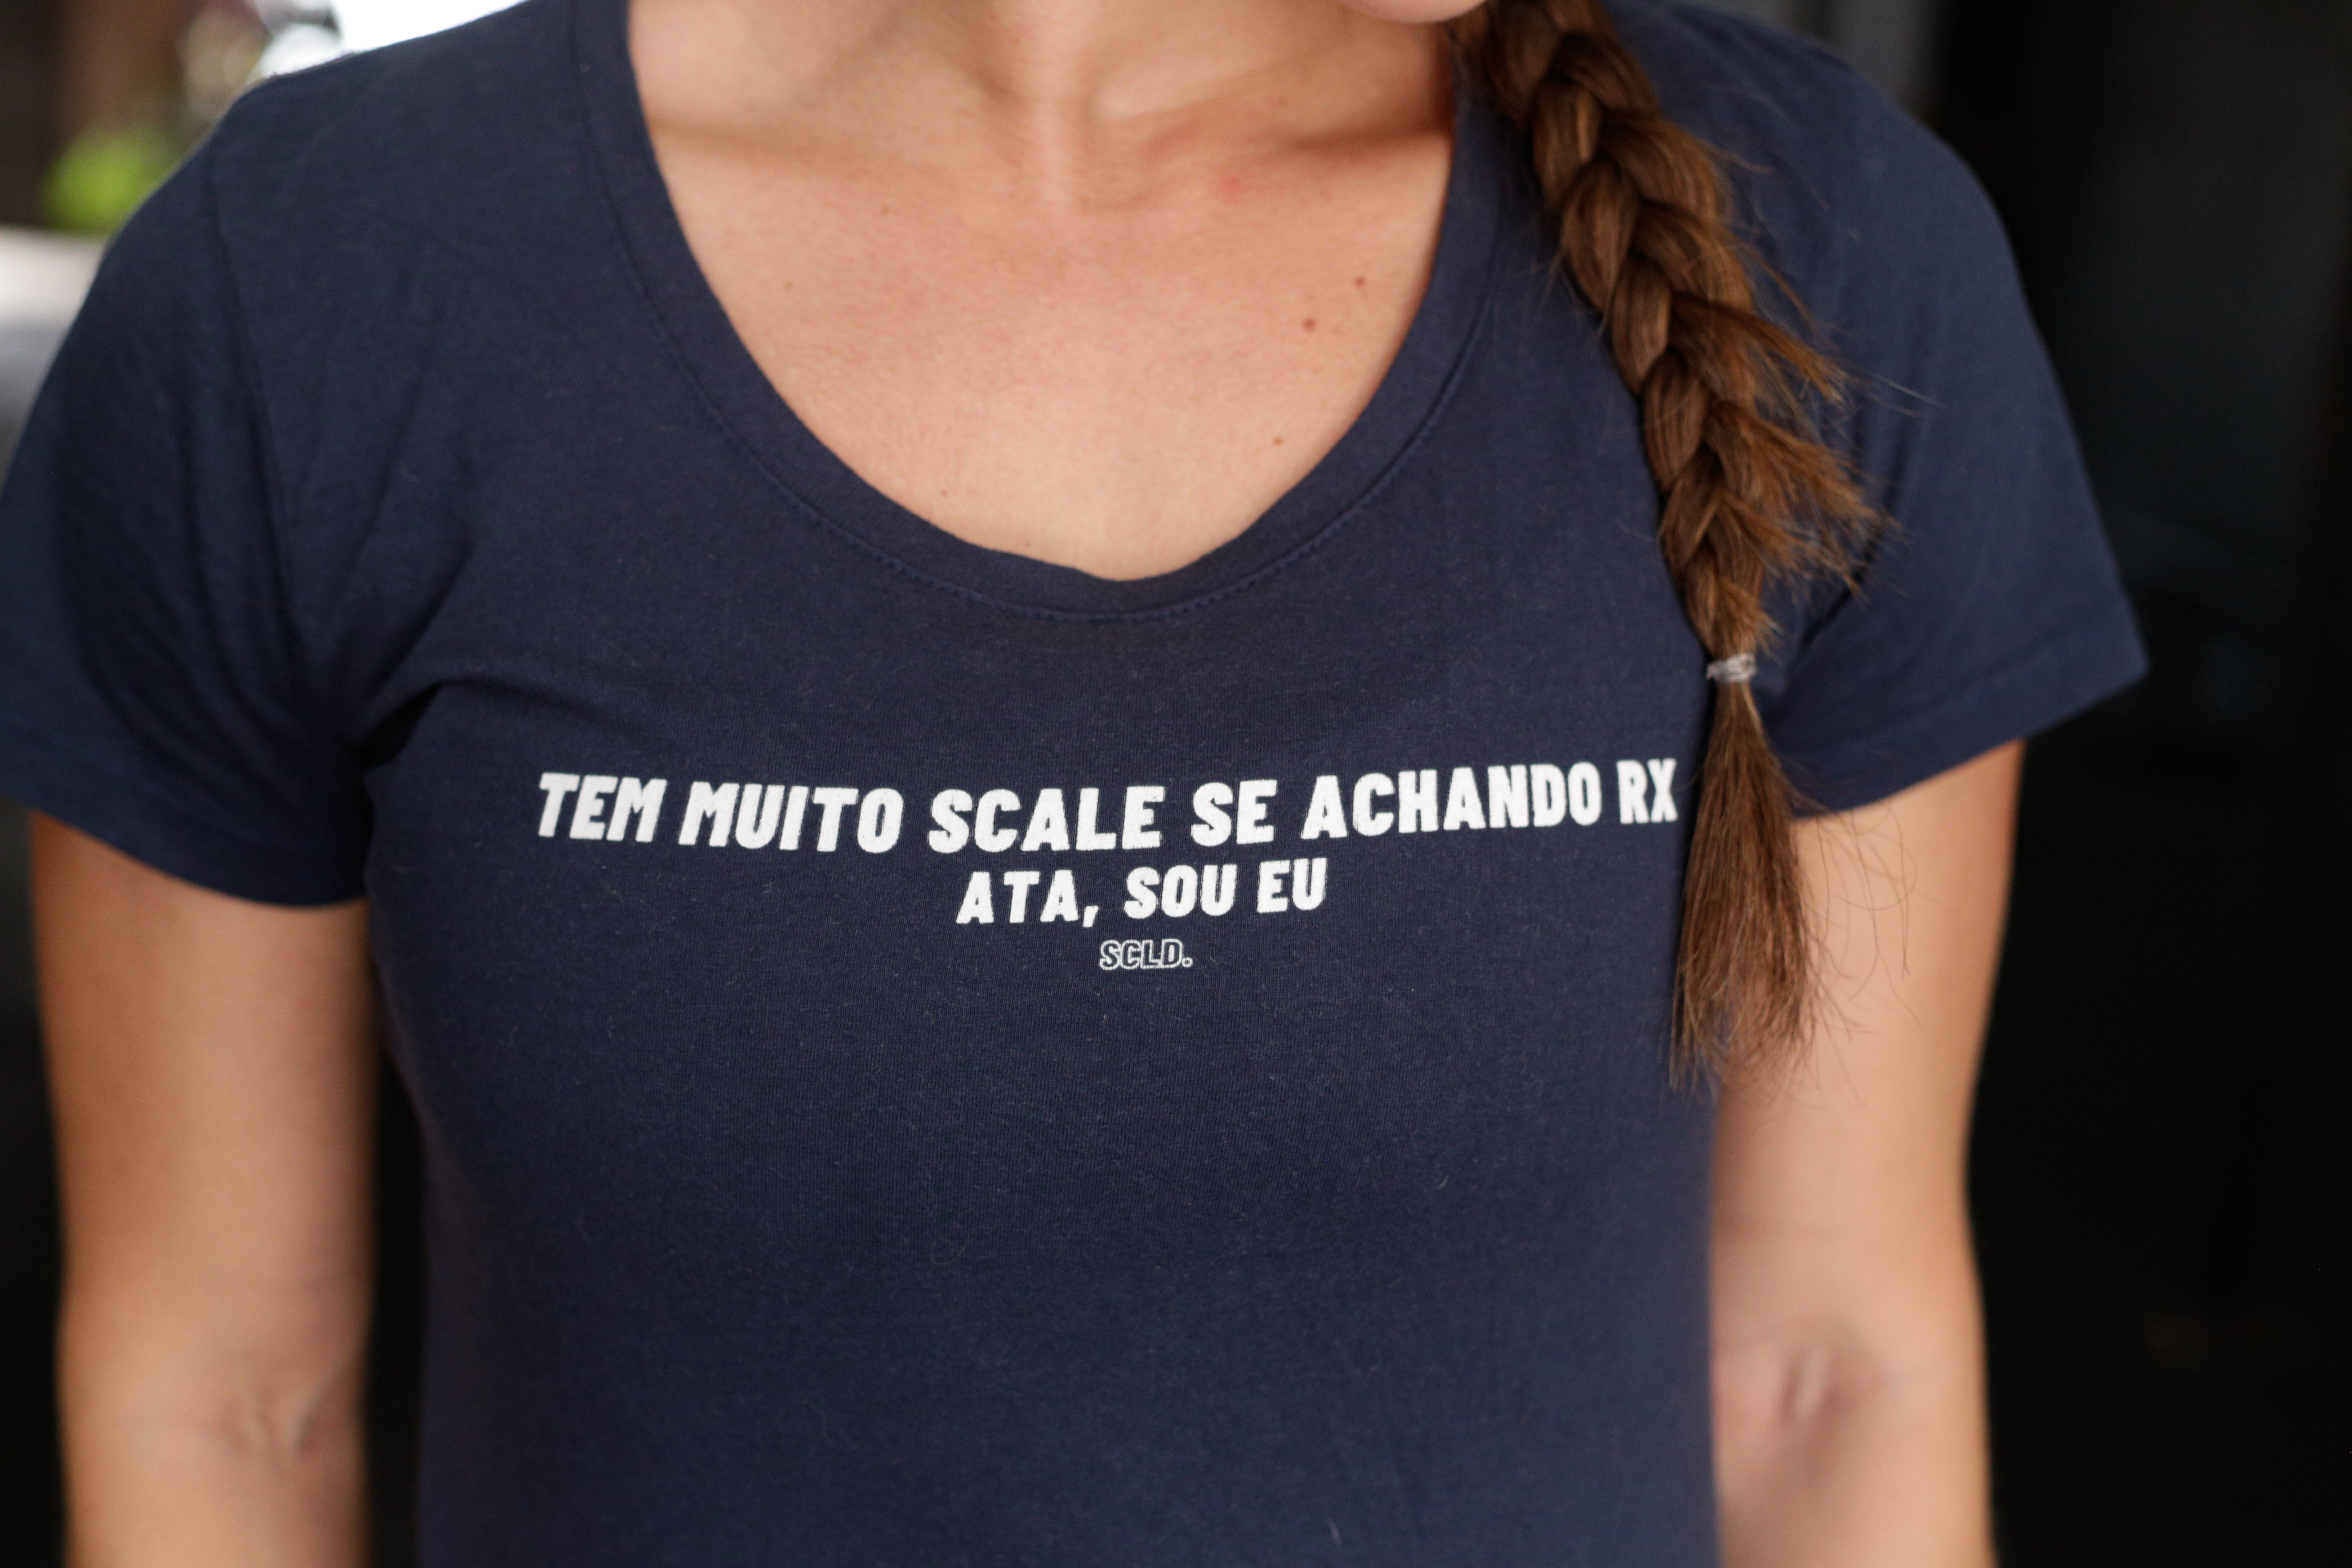 TEM MUITO SCALE SE ACHANDO RX
ATA, SOU EU
SCLD.